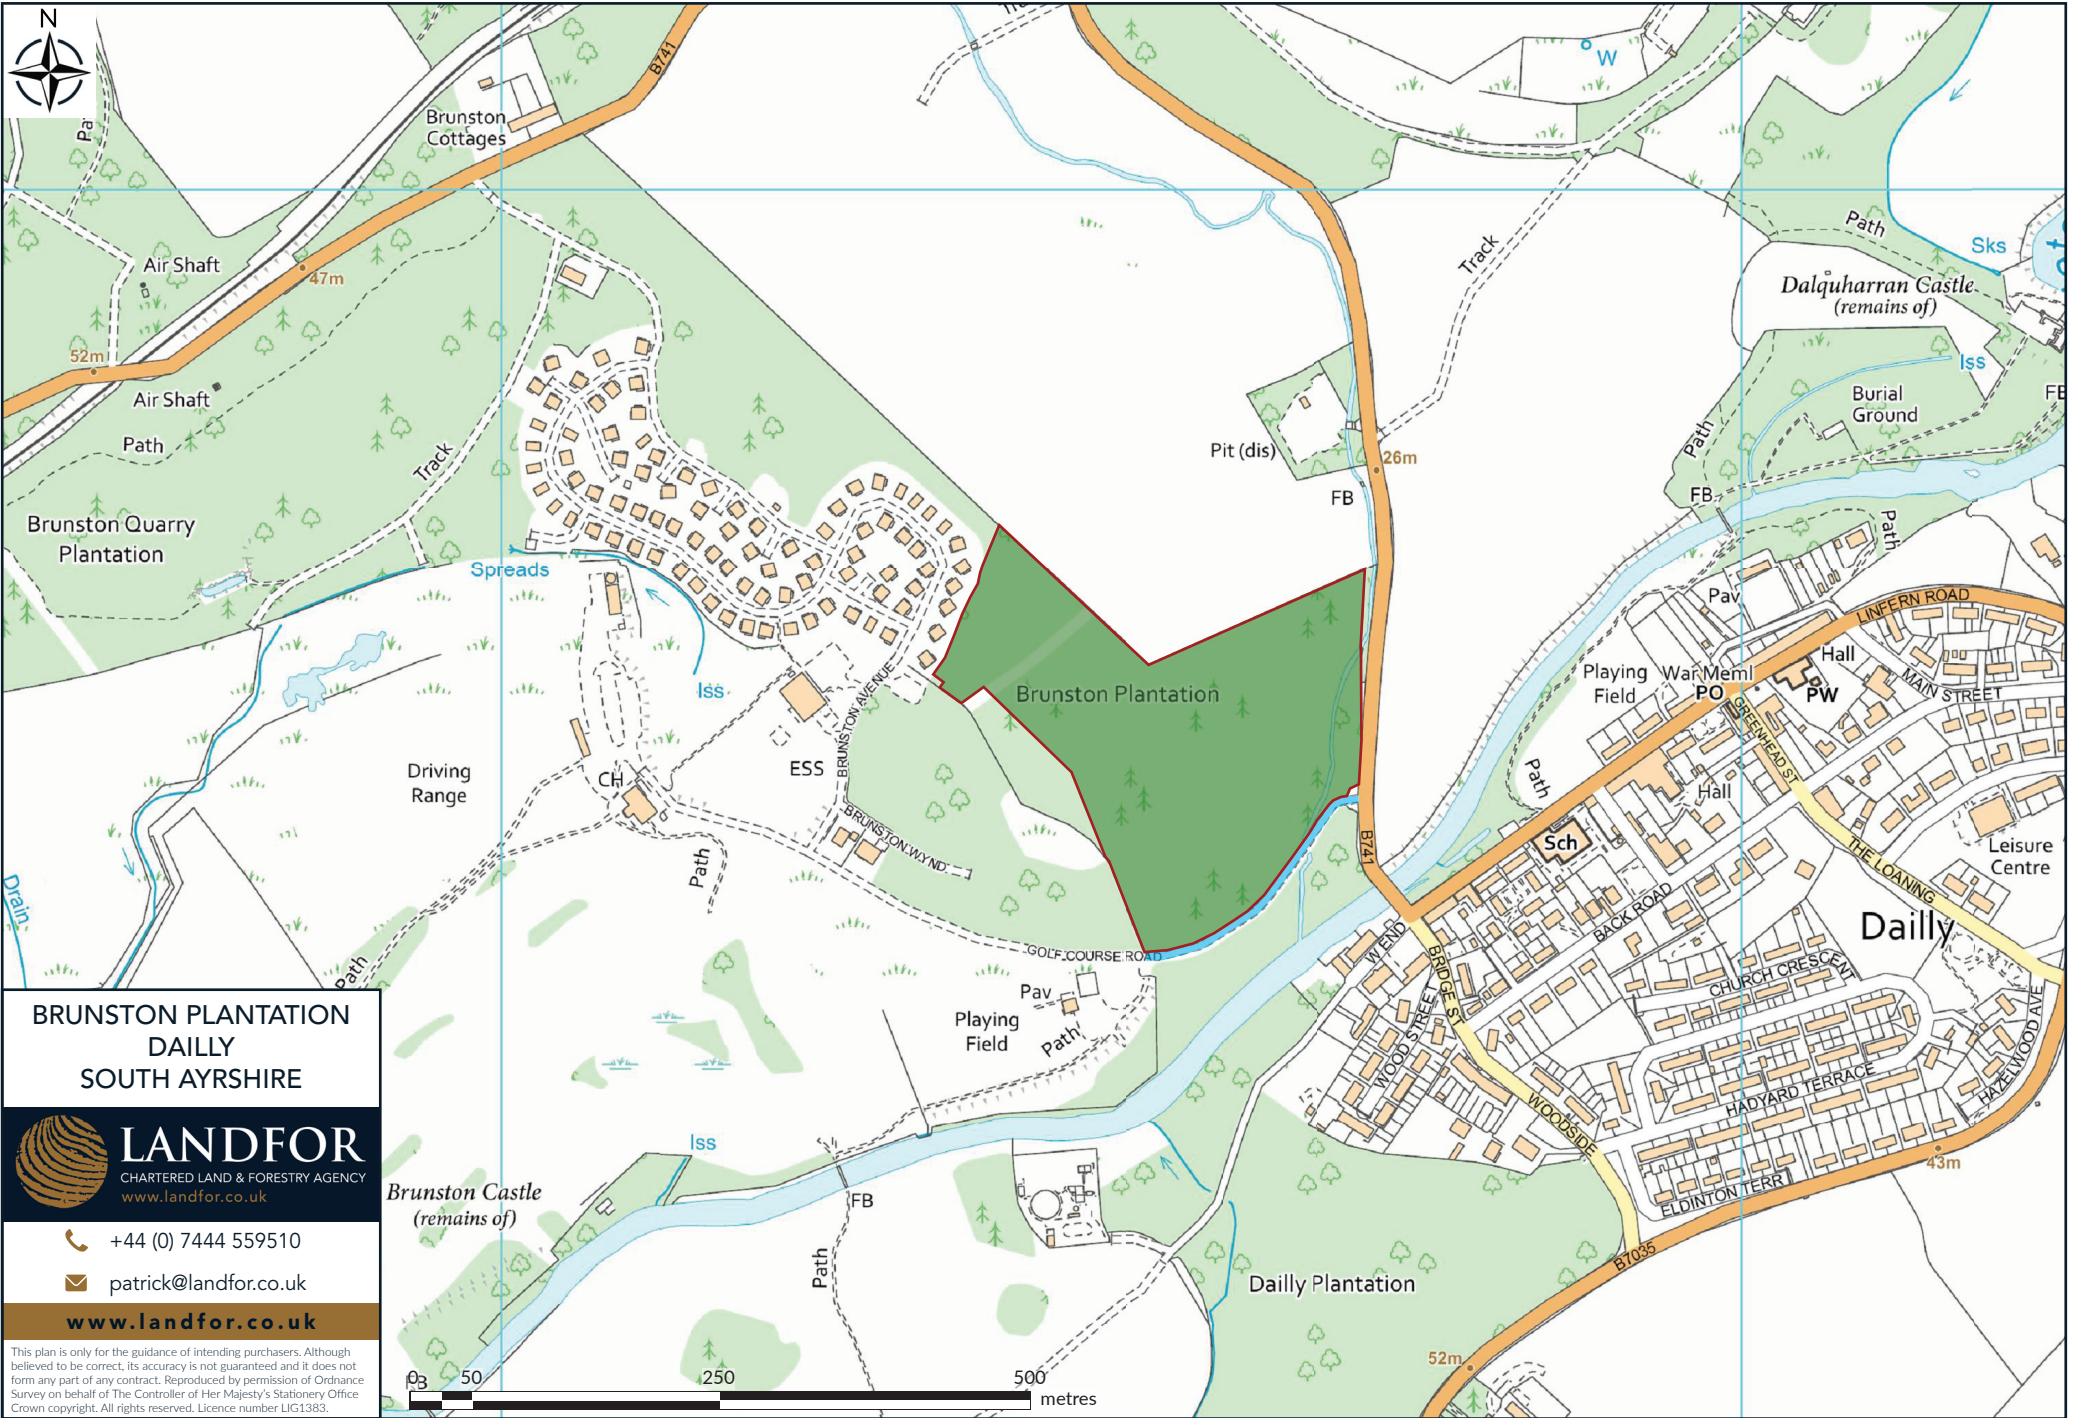 N
B741
Brunston
Cottages
W
Path
Sks
Air Shaft
47m
Track
Dalquharran Castle
(remains of)
52m
Iss
Air Shaft
Burial
Ground
Path
Track
Pit (dis)
26m
Path
FB
FB
FB
Path
Brunston Quarry
Plantation
Spreads
Pav
LINFERN ROAD
Hall
Playing
Field
War Meml
PO
PW
MAIN STREET
Iss
BRUNSTON AVENUE
Brunston Plantation
GREENHEAD ST
Driving
Range
CH
ESS
Path
Hall
BRUNSTON WYND
B741
Sch
THE LOANING
Leisure
Centre
Path
Drain
BACK ROAD
Dailly
GOLF COURSE ROAD
W END
BRIDGE ST
CHURCH CRESCENT
Path
Pav
Playing
Field
Path
WOOD STREET
HAZELWOOD AVE
HADYARD TERRACE
WOODSIDE
43m
ELDINTON TERR
B7035
Iss
Brunston Castle
(remains of)
FB
Path
Dailly Plantation
52m
FB
0 50 250 500
metres
BRUNSTON PLANTATION
DAILLY
SOUTH AYRSHIRE
LANDFOR
CHARTERED LAND & FORESTRY AGENCY
www.landfor.co.uk
+44 (0) 7444 559510
patrick@landfor.co.uk
www.landfor.co.uk
This plan is only for the guidance of intending purchasers. Although
believed to be correct, its accuracy is not guaranteed and it does not
form any part of any contract. Reproduced by permission of Ordnance
Survey on behalf of The Controller of Her Majesty's Stationery Office
Crown copyright. All rights reserved. Licence number LIG1383.